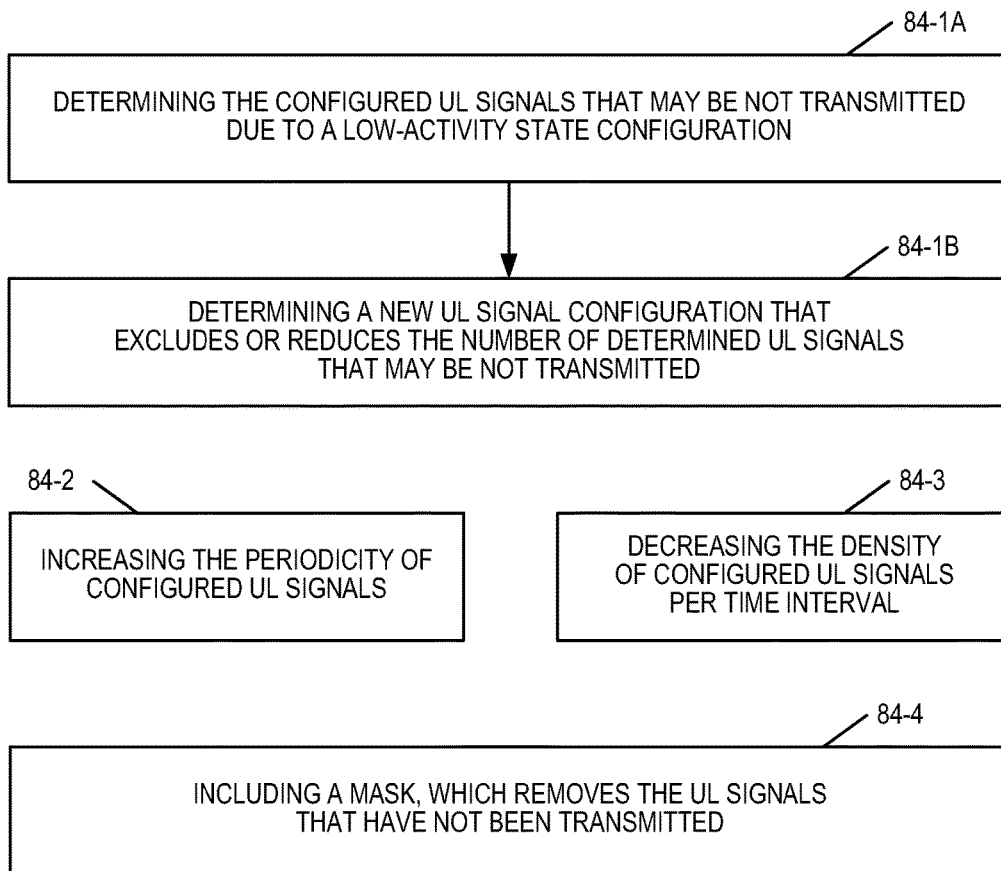 84-1A
DETERMINING THE CONFIGURED UL SIGNALS THAT MAY BE NOT TRANSMITTED
DUE TO A LOW-ACTIVITY STATE CONFIGURATION
84-1B
DETERMINING A NEW UL SIGNAL CONFIGURATION THAT
EXCLUDES OR REDUCES THE NUMBER OF DETERMINED UL SIGNALS
THAT MAY BE NOT TRANSMITTED
84-2
INCREASING THE PERIODICITY OF
CONFIGURED UL SIGNALS
84-3
DECREASING THE DENSITY
OF CONFIGURED UL SIGNALS
PER TIME INTERVAL
84-4
INCLUDING A MASK, WHICH REMOVES THE UL SIGNALS
THAT HAVE NOT BEEN TRANSMITTED